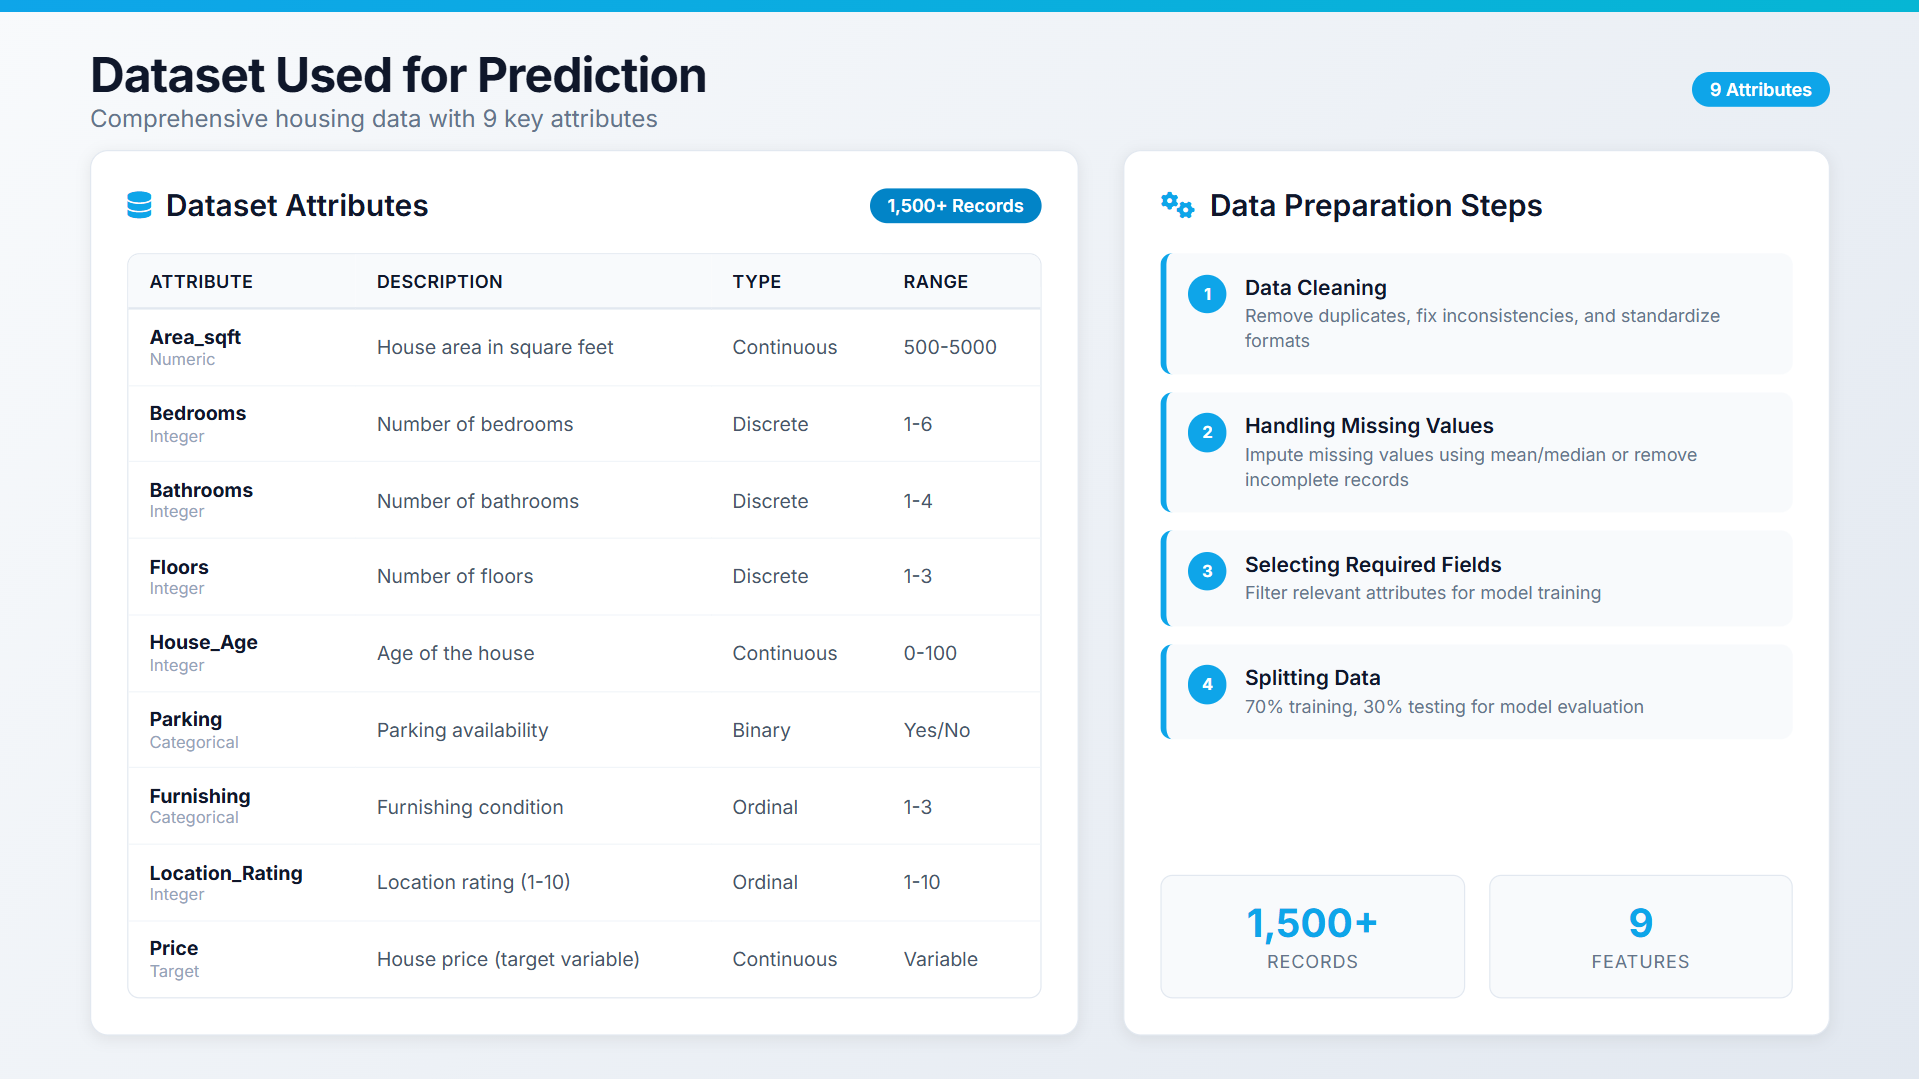 Dataset Used for Prediction
Comprehensive housing data with 9 key attributes
9 Attributes
Dataset Attributes
1,500+ Records
ATTRIBUTE DESCRIPTION TYPE RANGE
Area_sqft
Numeric
House area in square feet
Continuous
500-5000
Bedrooms
Integer
Number of bedrooms
Discrete
1-6
Bathrooms
Integer
Number of bathrooms
Discrete
1-4
Floors
Integer
Number of floors
Discrete
1-3
House_Age
Integer
Age of the house
Continuous
0-100
Parking
Categorical
Parking availability
Binary
Yes/No
Furnishing
Categorical
Furnishing condition
Ordinal
1-3
Location_Rating
Integer
Location rating (1-10)
Ordinal
1-10
Price
Target
House price (target variable)
Continuous
Variable
Data Preparation Steps
1
Data Cleaning
Remove duplicates, fix inconsistencies, and standardize
formats
2
Handling Missing Values
Impute missing values using mean/median or remove
incomplete records
3
Selecting Required Fields
Filter relevant attributes for model training
4
Splitting Data
70% training, 30% testing for model evaluation
1,500+
RECORDS
9
FEATURES